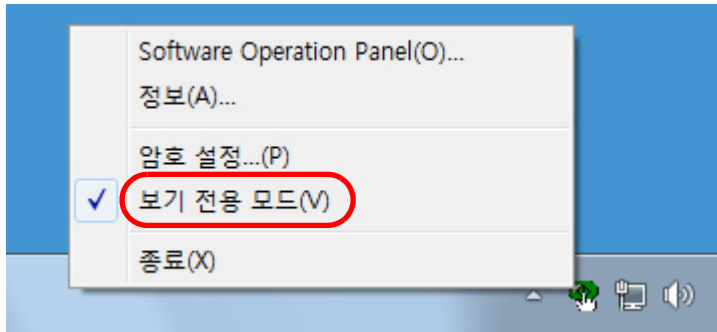 Software Operation Panel(O)...
정보(A)...
암호 설정...(P)
보기 전용 모드(V)
종료(X)